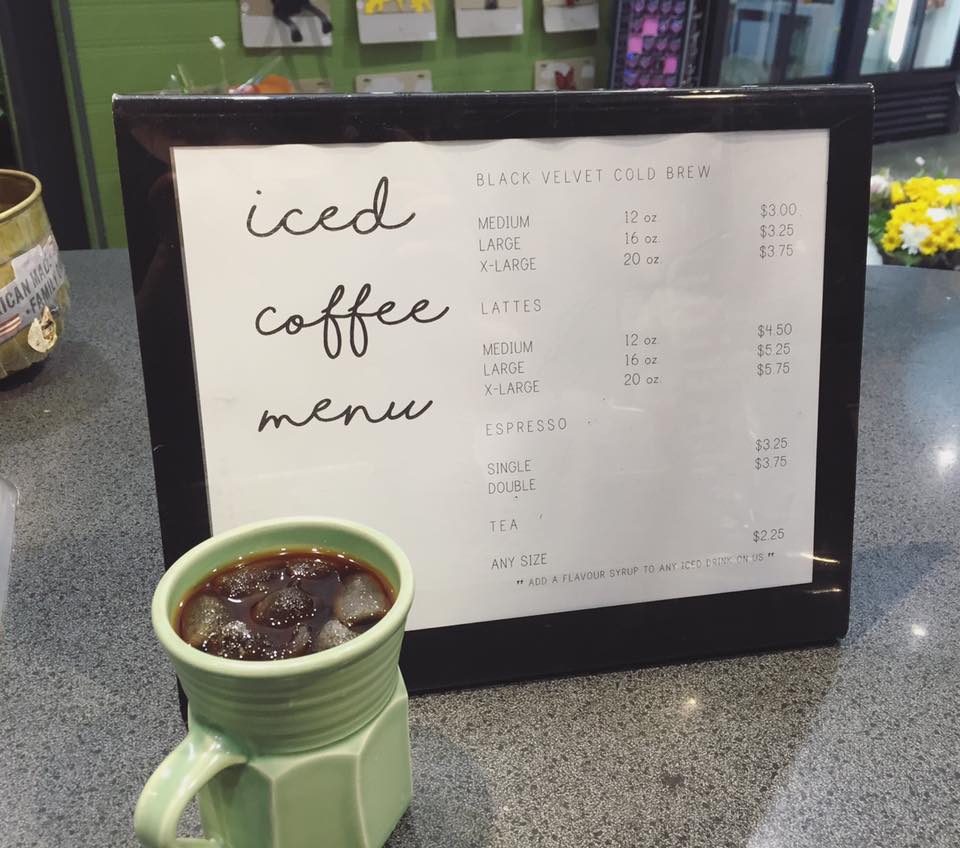 iced
coffee
menu
BLACK VELVET COLD BREW
MEDIUM 12 oz. $3.00
LARGE 16 oz. $3.25
X-LARGE 20 oz. $3.75
LATTES
MEDIUM 12 oz. $4.50
LARGE 16 oz. $5.25
X-LARGE 20 oz. $5.75
ESPRESSO
SINGLE $3.25
DOUBLE $3.75
TEA
ANY SIZE $2.25
" ADD A FLAVOUR SYRUP TO ANY ICED DRINK ON US "